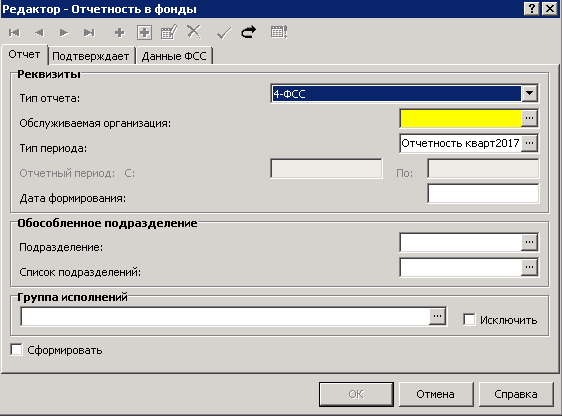 Редактор - Отчетность в фонды
Отчет Подтверждает Данные ФСС
Реквизиты
Тип отчета: 4-ФСС
Обслуживаемая организация: ...
Тип периода: Отчетность кварт2017 ...
Отчетный период: С: По:
Дата формирования:
Обособленное подразделение
Подразделение: ...
Список подразделений: ...
Группа исполнений
... Исключить
Сформировать
OK Отмена Справка